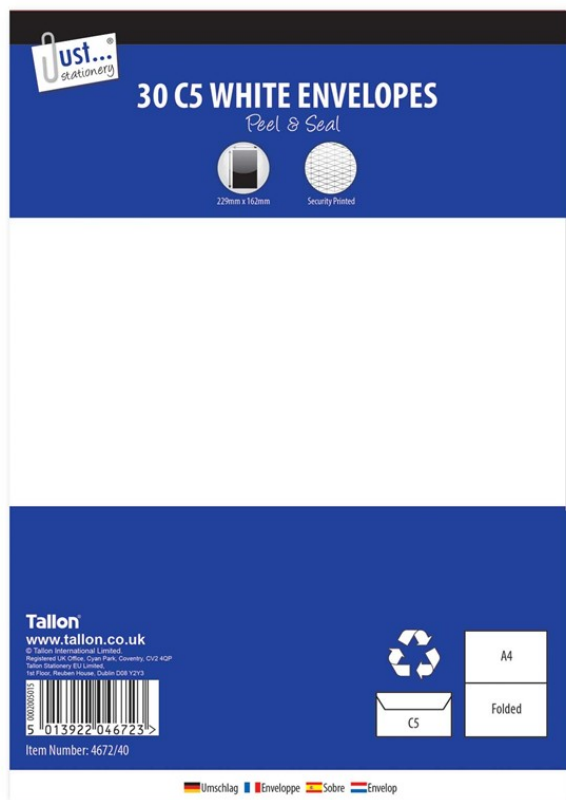 Just...®
stationery
30 C5 WHITE ENVELOPES
Peel & Seal
229mm x 162mm
Security Printed
Tallon®
www.tallon.co.uk
© Tallon International Limited.
Registered UK Office, Cyan Park, Coventry, CV2 4QP
Tallon Stationery EU Limited,
1st Floor, Reuben House, Dublin D08 Y2Y3
0002005015
5 013922 046723 >
Item Number: 4672/40
C5
A4
Folded
Umschlag Enveloppe Sobre Envelop